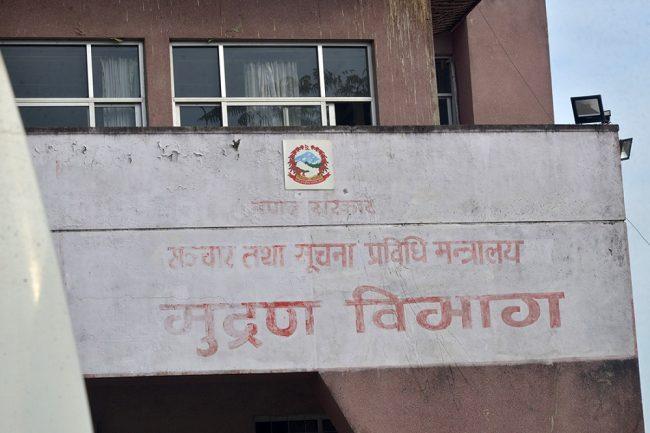 नेपाल सरकार
सञ्चार तथा सूचना प्रविधि मन्त्रालय
मुद्रण विभाग